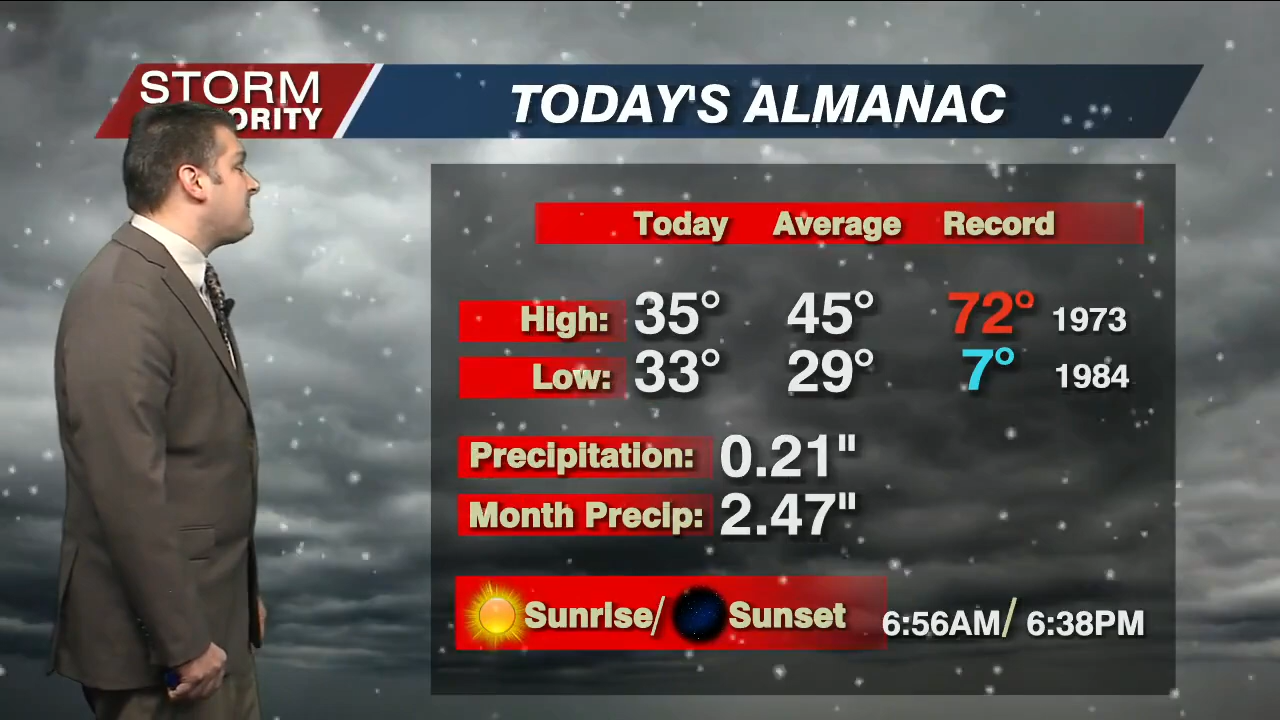 STORM
ORITY
TODAY'S ALMANAC
Today Average Record
High: 35° 45° 72° 1973
Low: 33° 29° 7° 1984
Precipitation: 0.21"
Month Precip: 2.47"
Sunrise/ Sunset 6:56AM/ 6:38PM